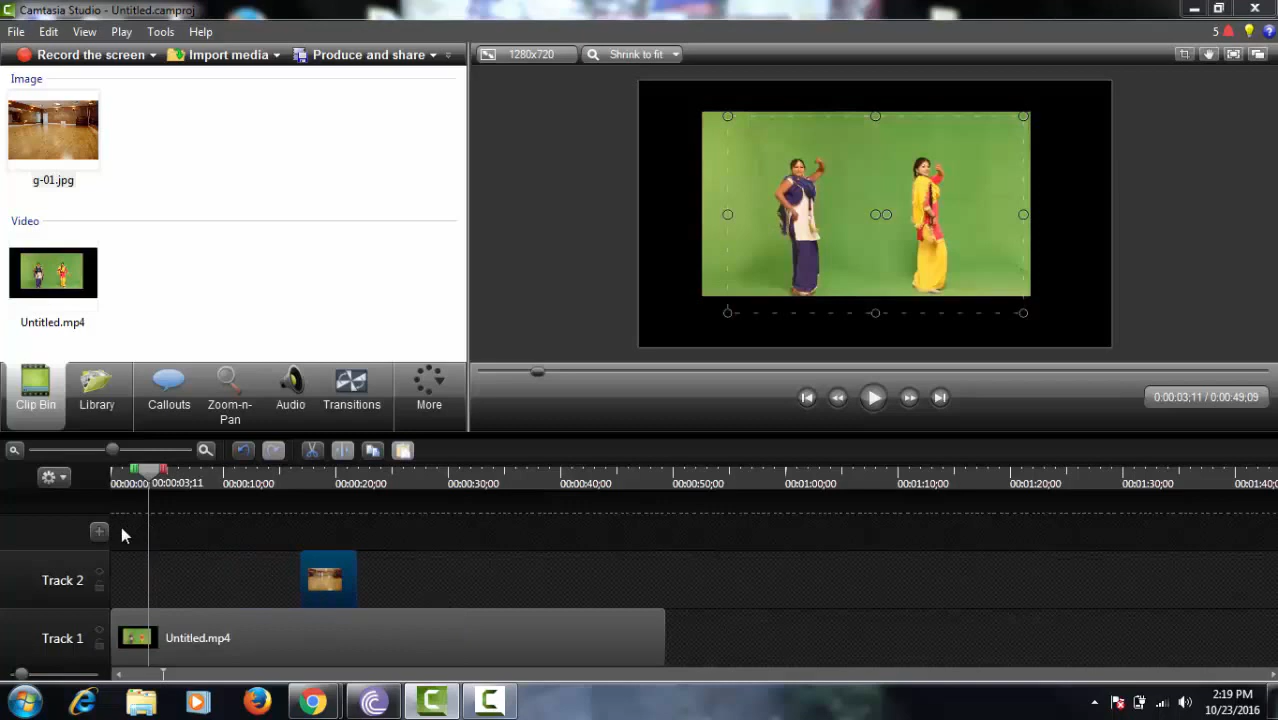 Camtasia Studio - Untitled.camproj
File Edit View Play Tools Help
5
Record the screen Import media Produce and share
1280x720 Shrink to fit
Image
g-01.jpg
Video
Untitled.mp4
Clip Bin Library Callouts Zoom-n-Pan Audio Transitions More
0:00:03;11 / 0:00:49;09
00:00:00 00:00:03;11 00:00:10;00 00:00:20;00 00:00:30;00 00:00:40;00 00:00:50;00 00:01:00;00 00:01:10;00 00:01:20;00 00:01:30;00 00:01:40;0
Track 2
Track 1 Untitled.mp4
2:19 PM
10/23/2016